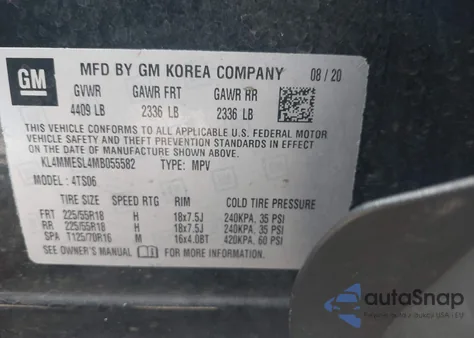 GM
MFD BY GM KOREA COMPANY 08 / 20
GVWR GAWR FRT GAWR RR
4409 LB 2336 LB 2336 LB
THIS VEHICLE CONFORMS TO ALL APPLICABLE U.S. FEDERAL MOTOR
VEHICLE SAFETY AND THEFT PREVENTION STANDARDS IN EFFECT
ON THE DATE OF MANUFACTURE SHOWN ABOVE.
KL4MMESL4MB055582 TYPE: MPV
MODEL : 4TS06
TIRE SIZE SPEED RTG RIM COLD TIRE PRESSURE
FRT 225/55R18 H 18x7.5J 240KPA, 35 PSI
RR 225/55R18 H 18x7.5J 240KPA, 35 PSI
SPA T125/70R16 M 16x4.0BT 420KPA, 60 PSI
SEE OWNER'S MANUAL FOR MORE INFORMATION.
autoSnap